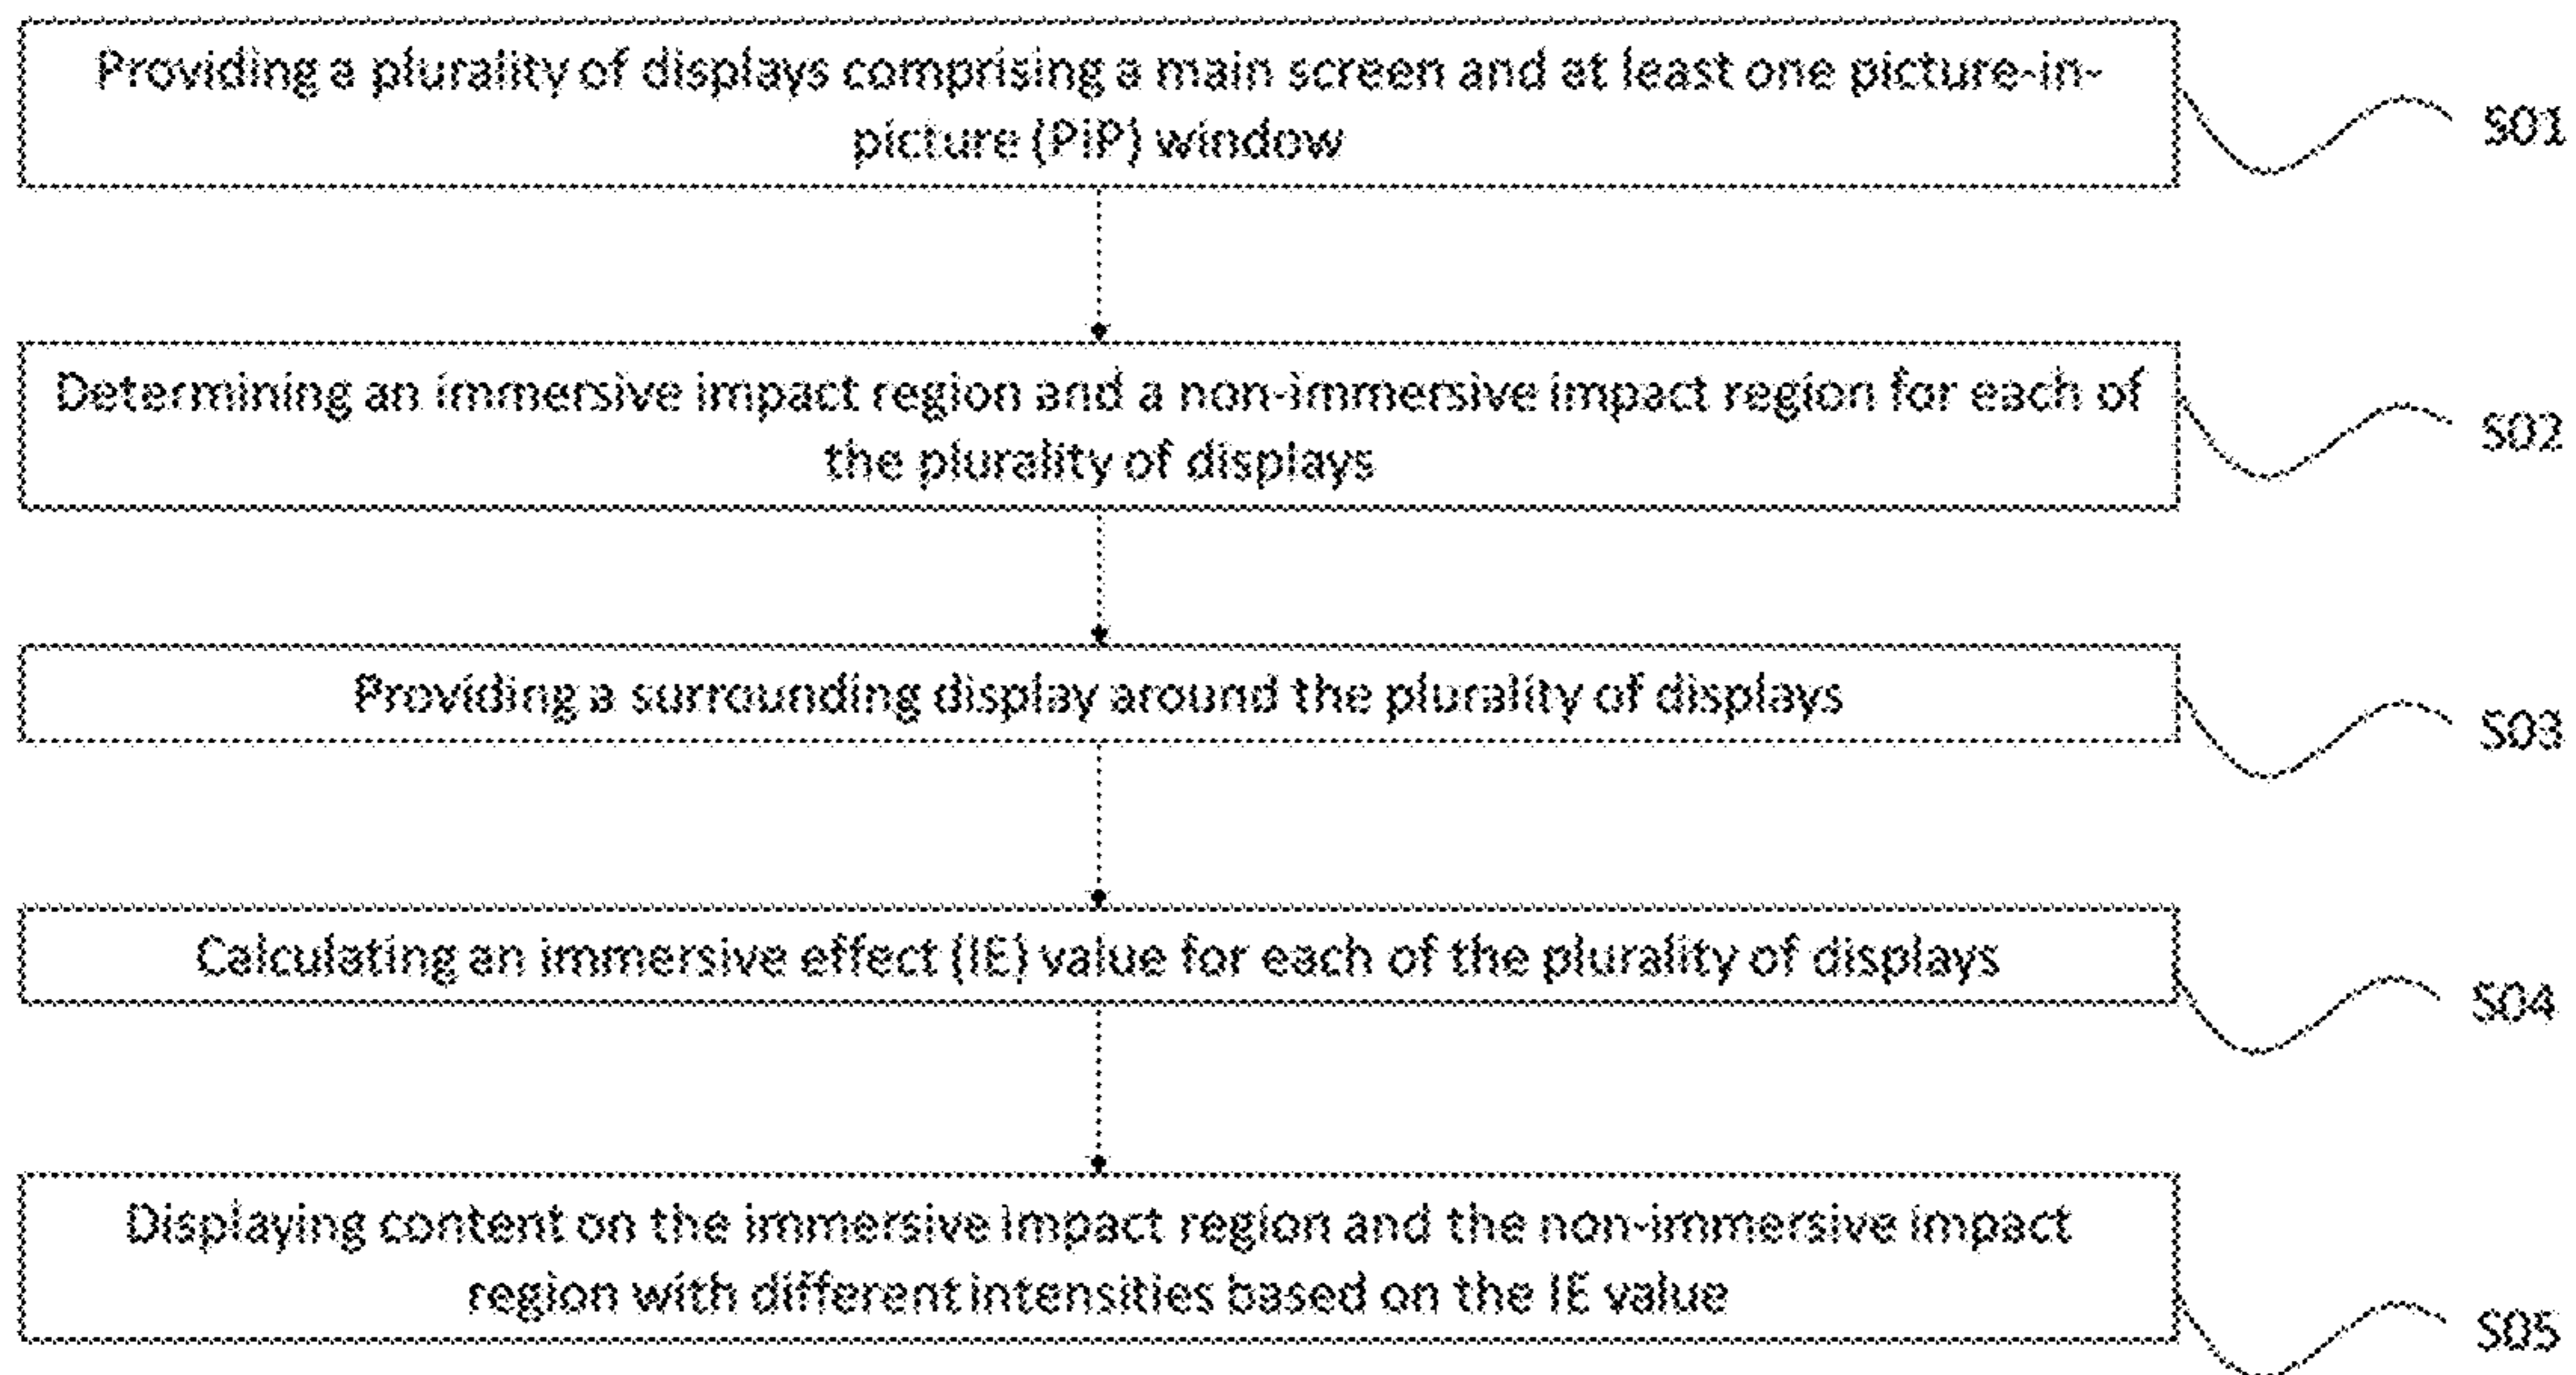 Providing a plurality of displays comprising a main screen and at least one picture-in-
picture (PiP) window
S01
Determining an immersive impact region and a non-immersive impact region for each of
the plurality of displays
S02
Providing a surrounding display around the plurality of displays
S03
Calculating an immersive effect (IE) value for each of the plurality of displays
S04
Displaying content on the immersive impact region and the non-immersive impact
region with different intensities based on the IE value
S05